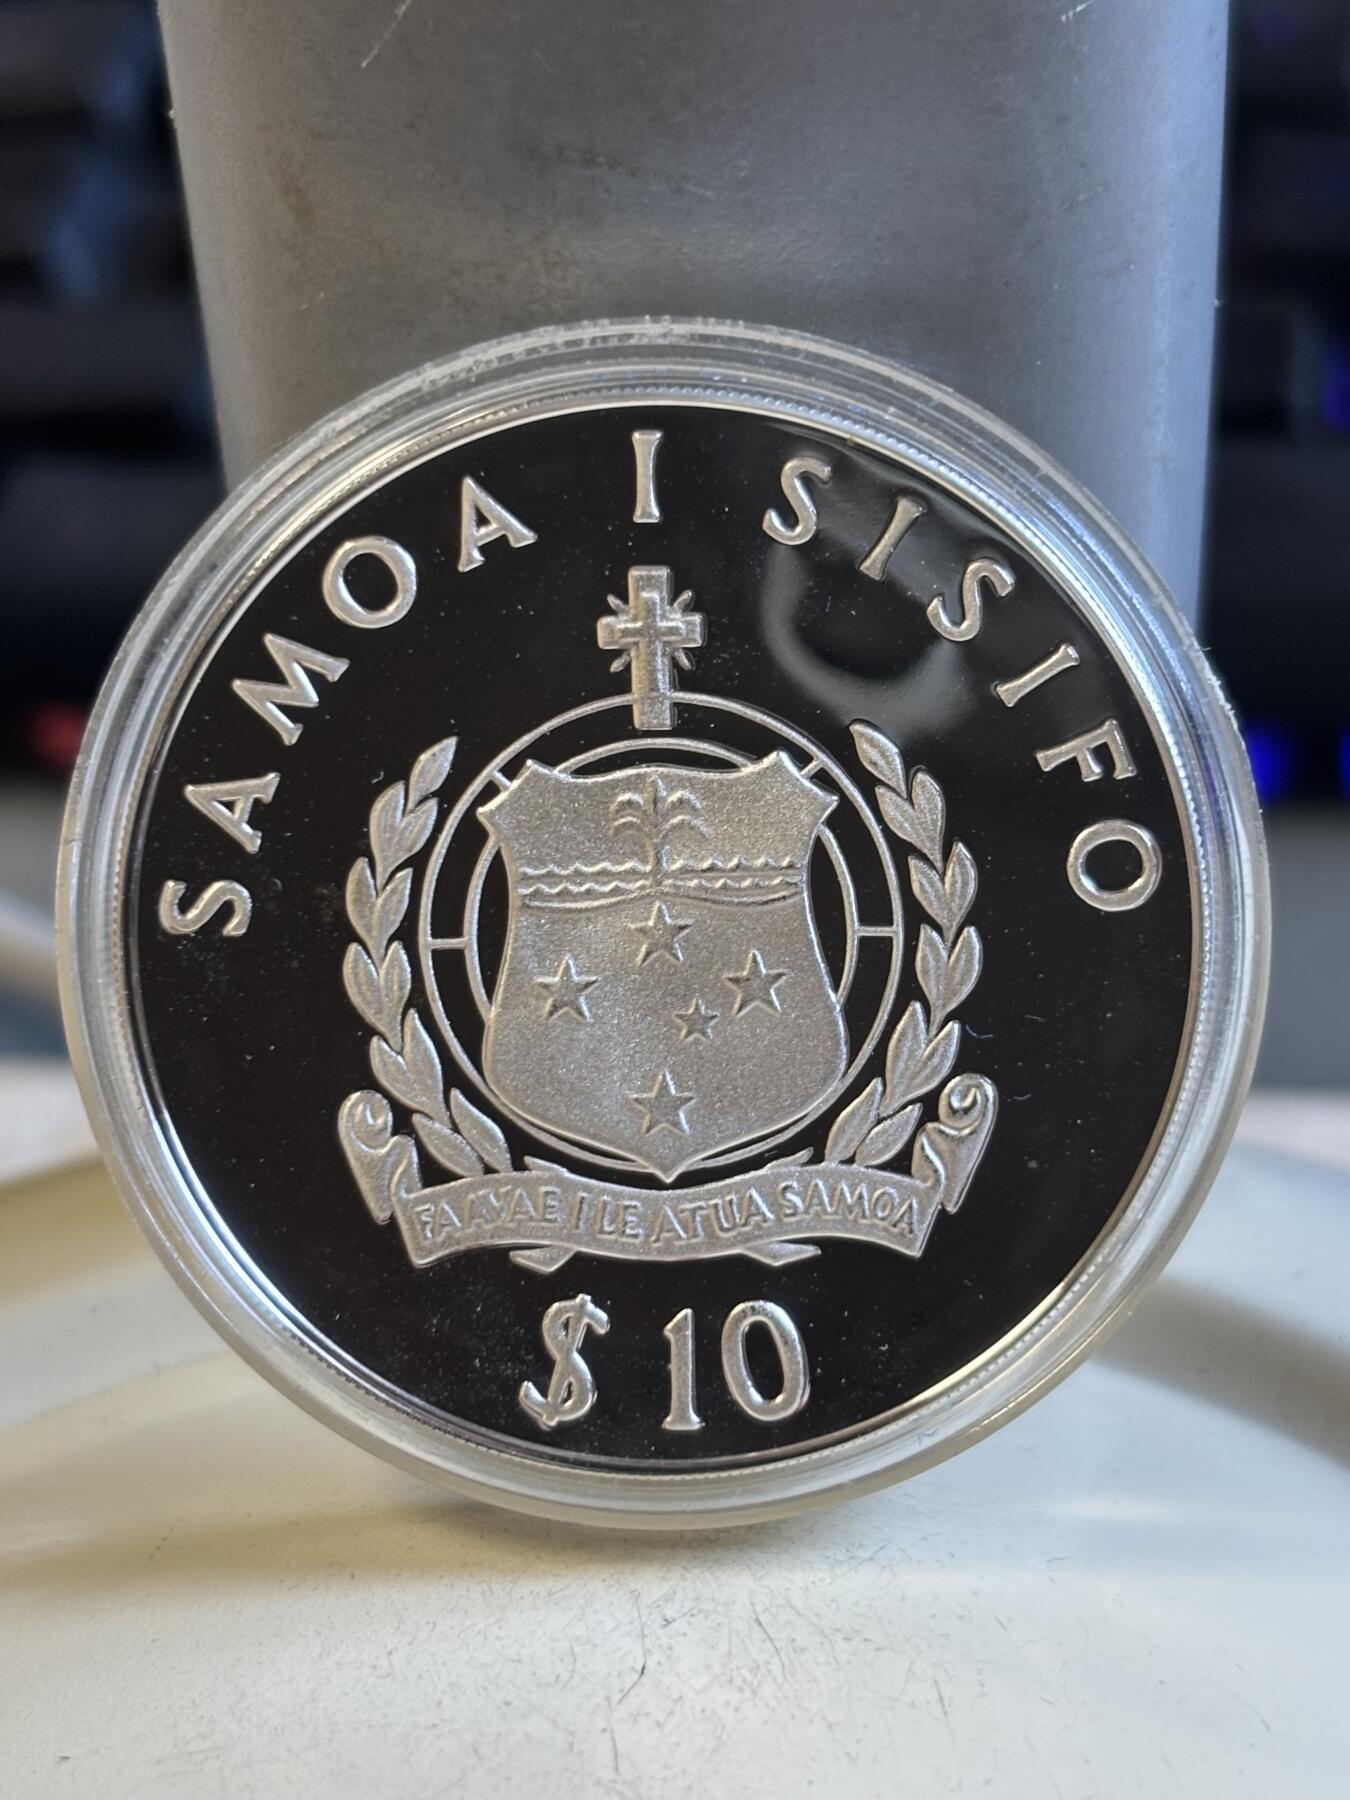 SAMOA I SISIFO
FAAVAE I LE ATUA SAMOA
$10